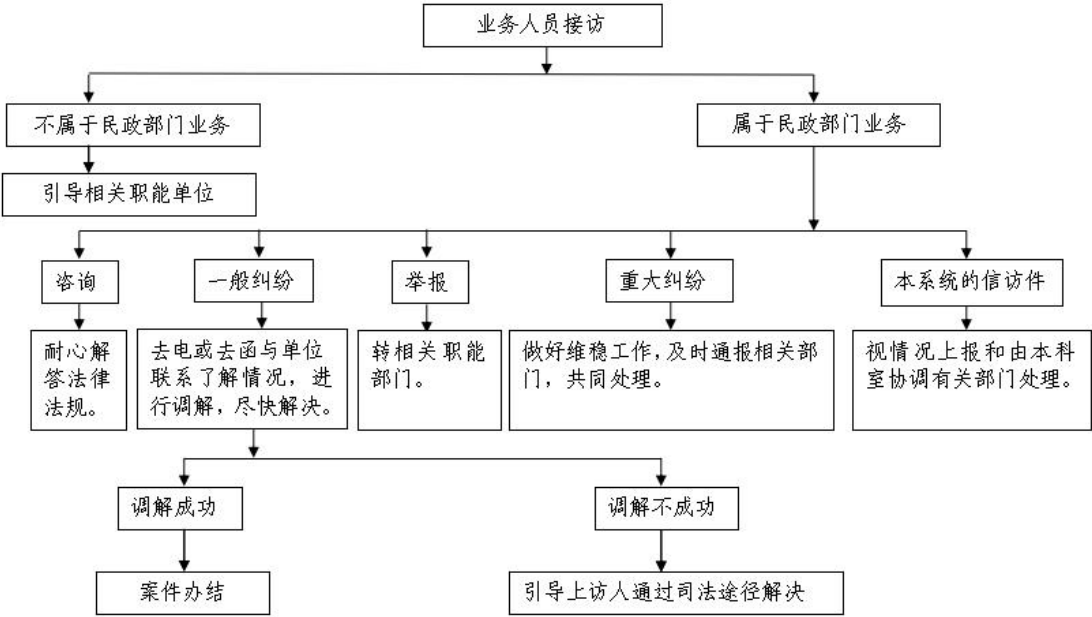 业务人员接访
不属于民政部门业务
属于民政部门业务
引导相关职能单位
咨询
一般纠纷
举报
重大纠纷
本系统的信访件
耐心解
答法律
法规。
去电或去函与单位
联系了解情况，进
行调解，尽快解决。
转相关职能
部门。
做好维稳工作，及时通报相关部
门，共同处理。
视情况上报和由本科
室协调有关部门处理。
调解成功
调解不成功
案件办结
引导上访人通过司法途径解决